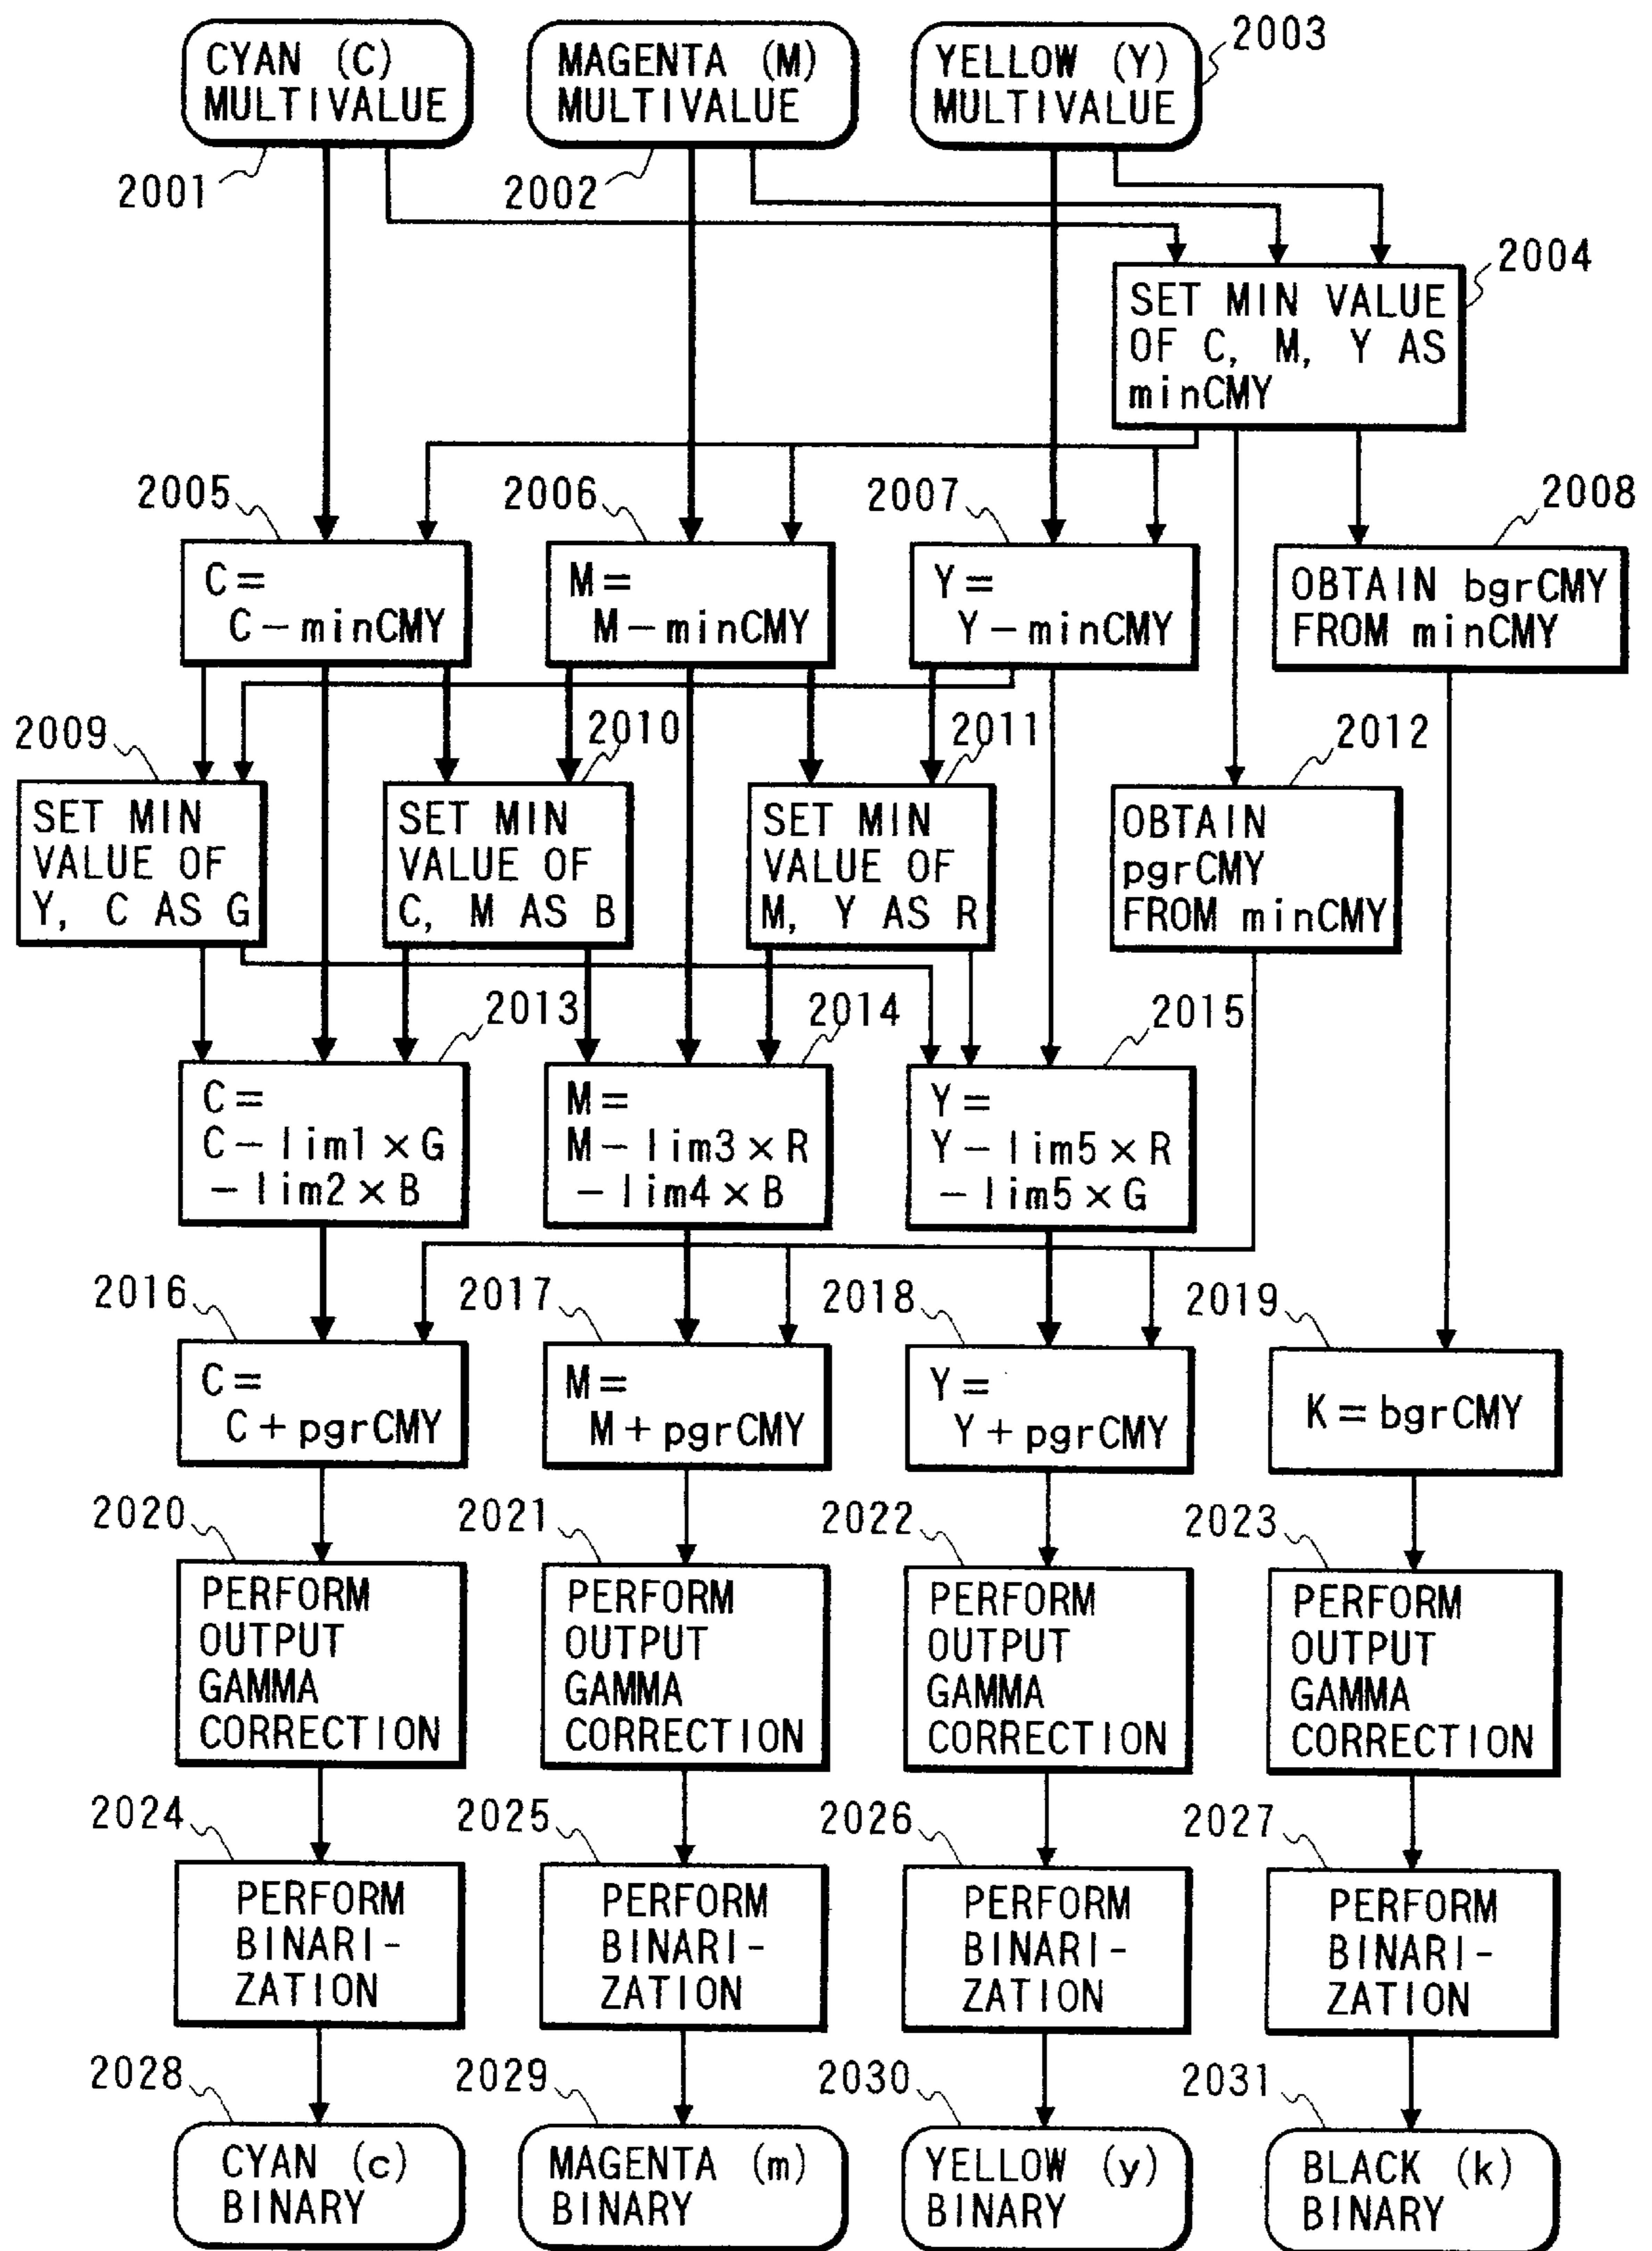 CYAN (C)
MULTIVALUE
MAGENTA (M)
MULTIVALUE
YELLOW (Y)
MULTIVALUE
2003
2001
2002
2004
SET MIN VALUE
OF C, M, Y AS
minCMY
2005
2006
2007
2008
C=
C-minCMY
M=
M-minCMY
Y=
Y-minCMY
OBTAIN bgrCMY
FROM minCMY
2009
2010
2011
2012
SET MIN
VALUE OF
Y, C AS G
SET MIN
VALUE OF
C, M AS B
SET MIN
VALUE OF
M, Y AS R
OBTAIN
pgrCMY
FROM minCMY
2013
2014
2015
C=
C-lim1×G
-lim2×B
M=
M-lim3×R
-lim4×B
Y=
Y-lim5×R
-lim5×G
2016
2017
2018
2019
C=
C+pgrCMY
M=
M+pgrCMY
Y=
Y+pgrCMY
K=bgrCMY
2020
2021
2022
2023
PERFORM
OUTPUT
GAMMA
CORRECTION
PERFORM
OUTPUT
GAMMA
CORRECTION
PERFORM
OUTPUT
GAMMA
CORRECTION
PERFORM
OUTPUT
GAMMA
CORRECTION
2024
2025
2026
2027
PERFORM
BINARI-
ZATION
PERFORM
BINARI-
ZATION
PERFORM
BINARI-
ZATION
PERFORM
BINARI-
ZATION
2028
2029
2030
2031
CYAN (c)
BINARY
MAGENTA (m)
BINARY
YELLOW (y)
BINARY
BLACK (k)
BINARY